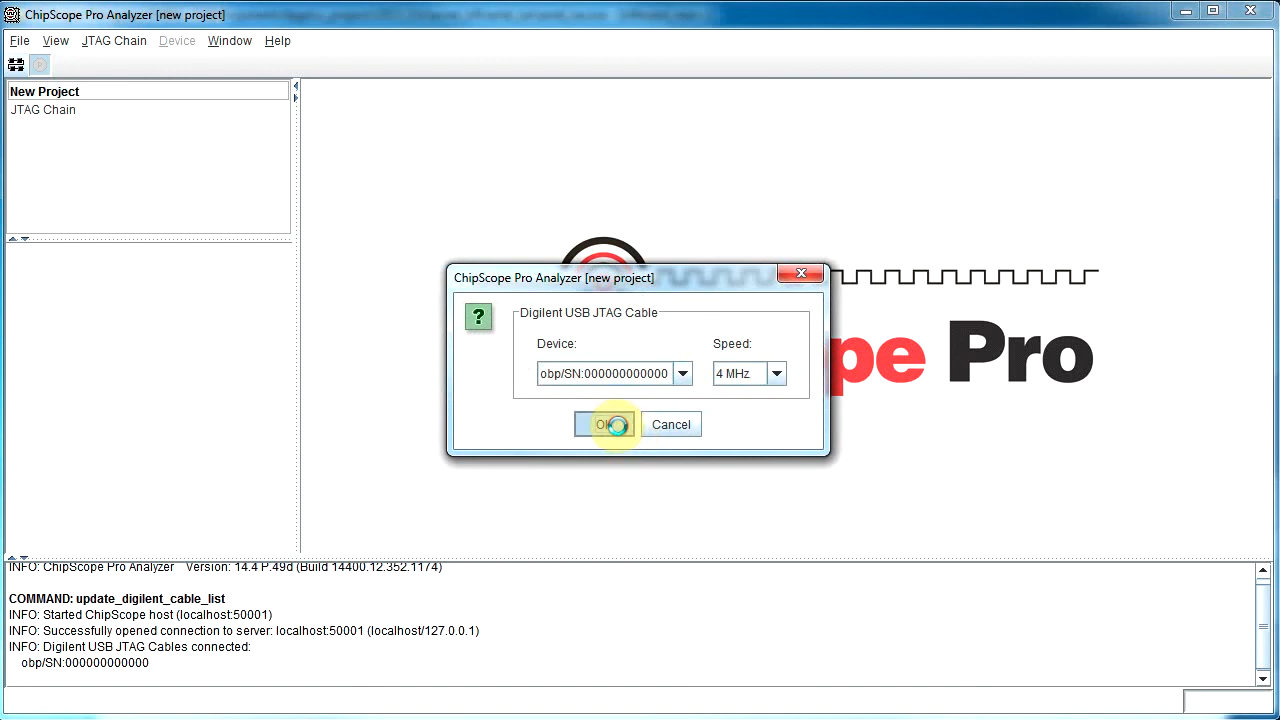 ChipScope Pro Analyzer [new project]
File View JTAG Chain Device Window Help
New Project
JTAG Chain
ChipScope Pro Analyzer [new project]
Digilent USB JTAG Cable
Device: Speed:
obp/SN:000000000000 4 MHz
OK Cancel
pe Pro
INFO: ChipScope Pro Analyzer Version: 14.4 P.49d (Build 14400.12.352.1174)
COMMAND: update_digilent_cable_list
INFO: Started ChipScope host (localhost:50001)
INFO: Successfully opened connection to server: localhost:50001 (localhost/127.0.0.1)
INFO: Digilent USB JTAG Cables connected:
obp/SN:000000000000